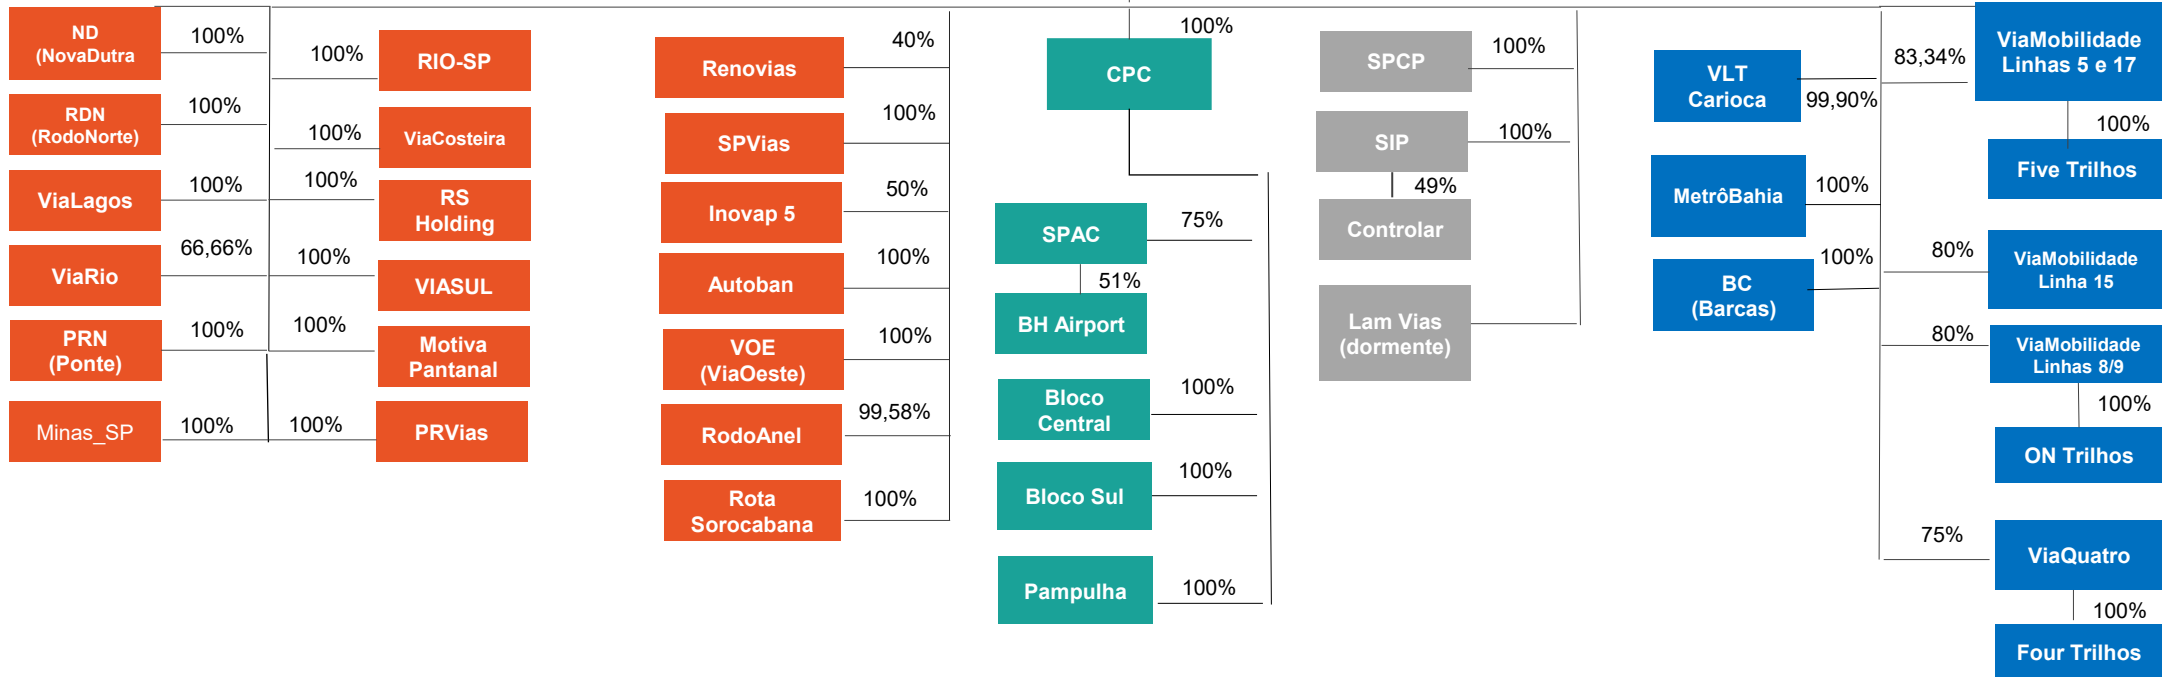 ND
(NovaDutra
100%
100%
RIO-SP
RDN
(RodoNorte)
100%
100%
ViaCosteira
ViaLagos
100%
100%
RS
Holding
ViaRio
66,66%
100%
VIASUL
PRN
(Ponte)
100%
100%
Motiva
Pantanal
Minas_SP
100%
100%
PRVias
Renovias
40%
SPVias
100%
Inovap 5
50%
Autoban
100%
VOE
(ViaOeste)
100%
RodoAnel
99,58%
Rota
Sorocabana
100%
100%
CPC
SPAC
75%
51%
BH Airport
Bloco
Central
100%
Bloco Sul
100%
Pampulha
100%
SPCP
100%
SIP
100%
49%
Controlar
Lam Vias
(dormente)
VLT
Carioca
99,90%
MetrôBahia
100%
BC
(Barcas)
100%
83,34%
ViaMobilidade
Linhas 5 e 17
100%
Five Trilhos
80%
ViaMobilidade
Linha 15
80%
ViaMobilidade
Linhas 8/9
100%
ON Trilhos
75%
ViaQuatro
100%
Four Trilhos